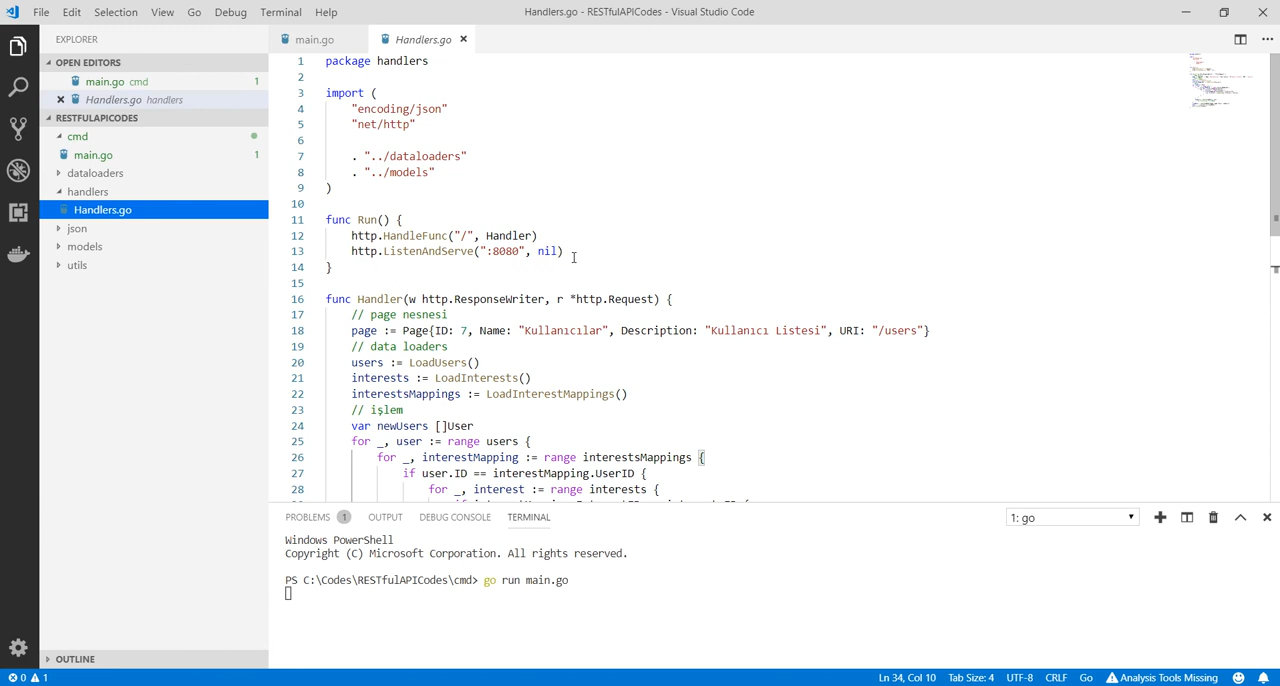 File Edit Selection View Go Debug Terminal Help
Handlers.go - RESTfulAPICodes - Visual Studio Code
EXPLORER
OPEN EDITORS
main.go cmd 1
Handlers.go handlers
RESTFULAPICODES
cmd
main.go 1
dataloaders
handlers
Handlers.go
json
models
utils
OUTLINE
main.go
Handlers.go
1 package handlers
2
3 import (
4 "encoding/json"
5 "net/http"
6
7 . "../dataloaders"
8 . "../models"
9 )
10
11 func Run() {
12 http.HandleFunc("/", Handler)
13 http.ListenAndServe(":8080", nil)
14 }
15
16 func Handler(w http.ResponseWriter, r *http.Request) {
17 // page nesnesi
18 page := Page{ID: 7, Name: "Kullanıcılar", Description: "Kullanıcı Listesi", URI: "/users"}
19 // data loaders
20 users := LoadUsers()
21 interests := LoadInterests()
22 interestsMappings := LoadInterestMappings()
23 // işlem
24 var newUsers []User
25 for _, user := range users {
26 for _, interestMapping := range interestsMappings {
27 if user.ID == interestMapping.UserID {
28 for _, interest := range interests {
PROBLEMS 1 OUTPUT DEBUG CONSOLE TERMINAL
1: go
Windows PowerShell
Copyright (C) Microsoft Corporation. All rights reserved.
PS C:\Codes\RESTfulAPICodes\cmd> go run main.go
0 1
Ln 34, Col 10 Tab Size: 4 UTF-8 CRLF Go Analysis Tools Missing